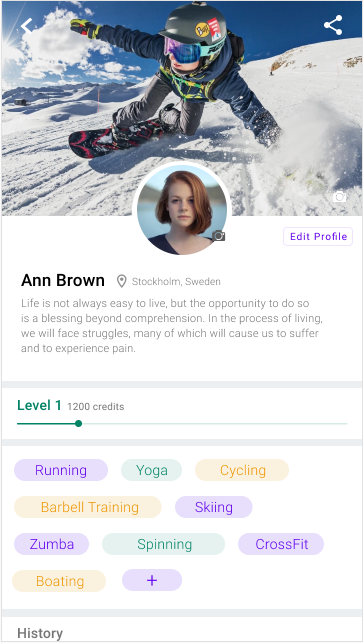 Edit Profile
Ann Brown Stockholm, Sweden
Life is not always easy to live, but the opportunity to do so
is a blessing beyond comprehension. In the process of living,
we will face struggles, many of which will cause us to suffer
and to experience pain.
Level 1 1200 credits
Running Yoga Cycling
Barbell Training Skiing
Zumba Spinning CrossFit
Boating +
History